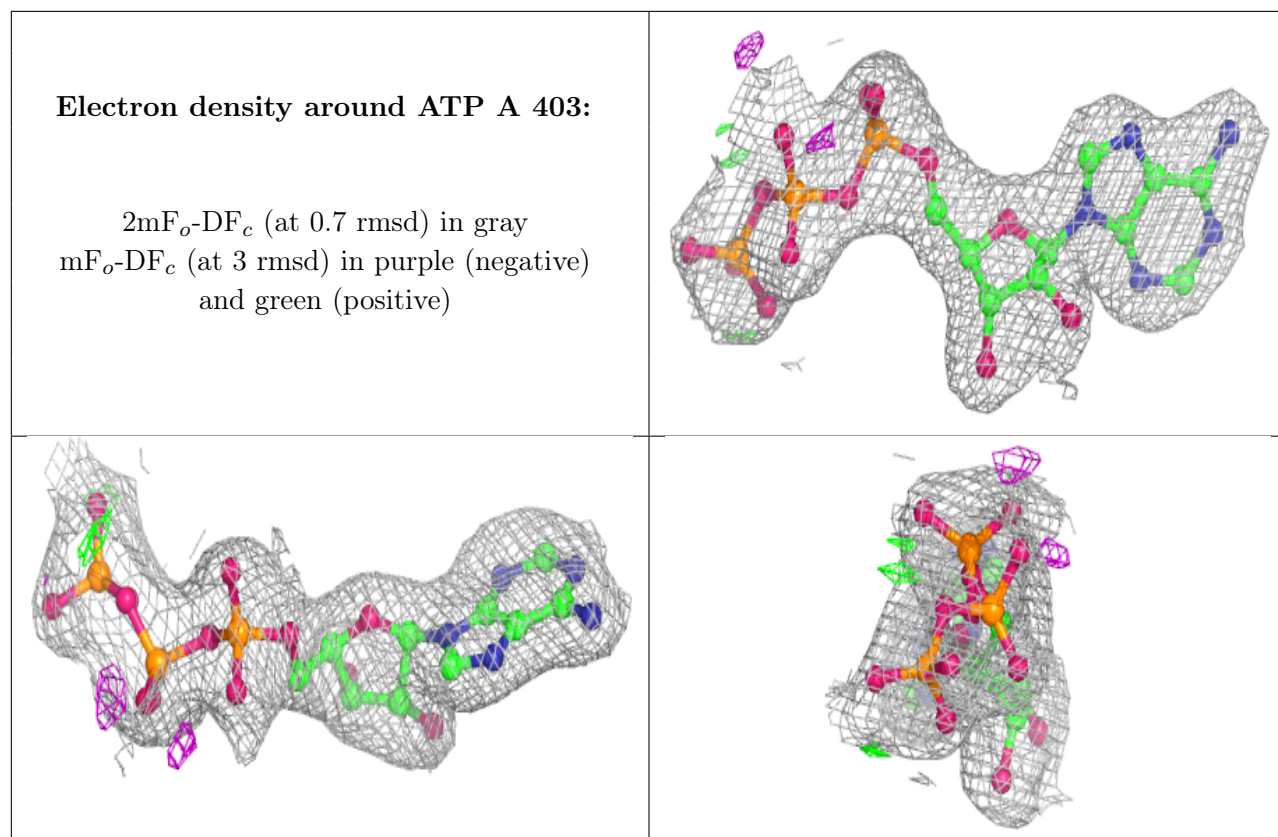 Electron density around ATP A 403:
2mFₒ-DF𝒸 (at 0.7 rmsd) in gray
mFₒ-DF𝒸 (at 3 rmsd) in purple (negative)
and green (positive)